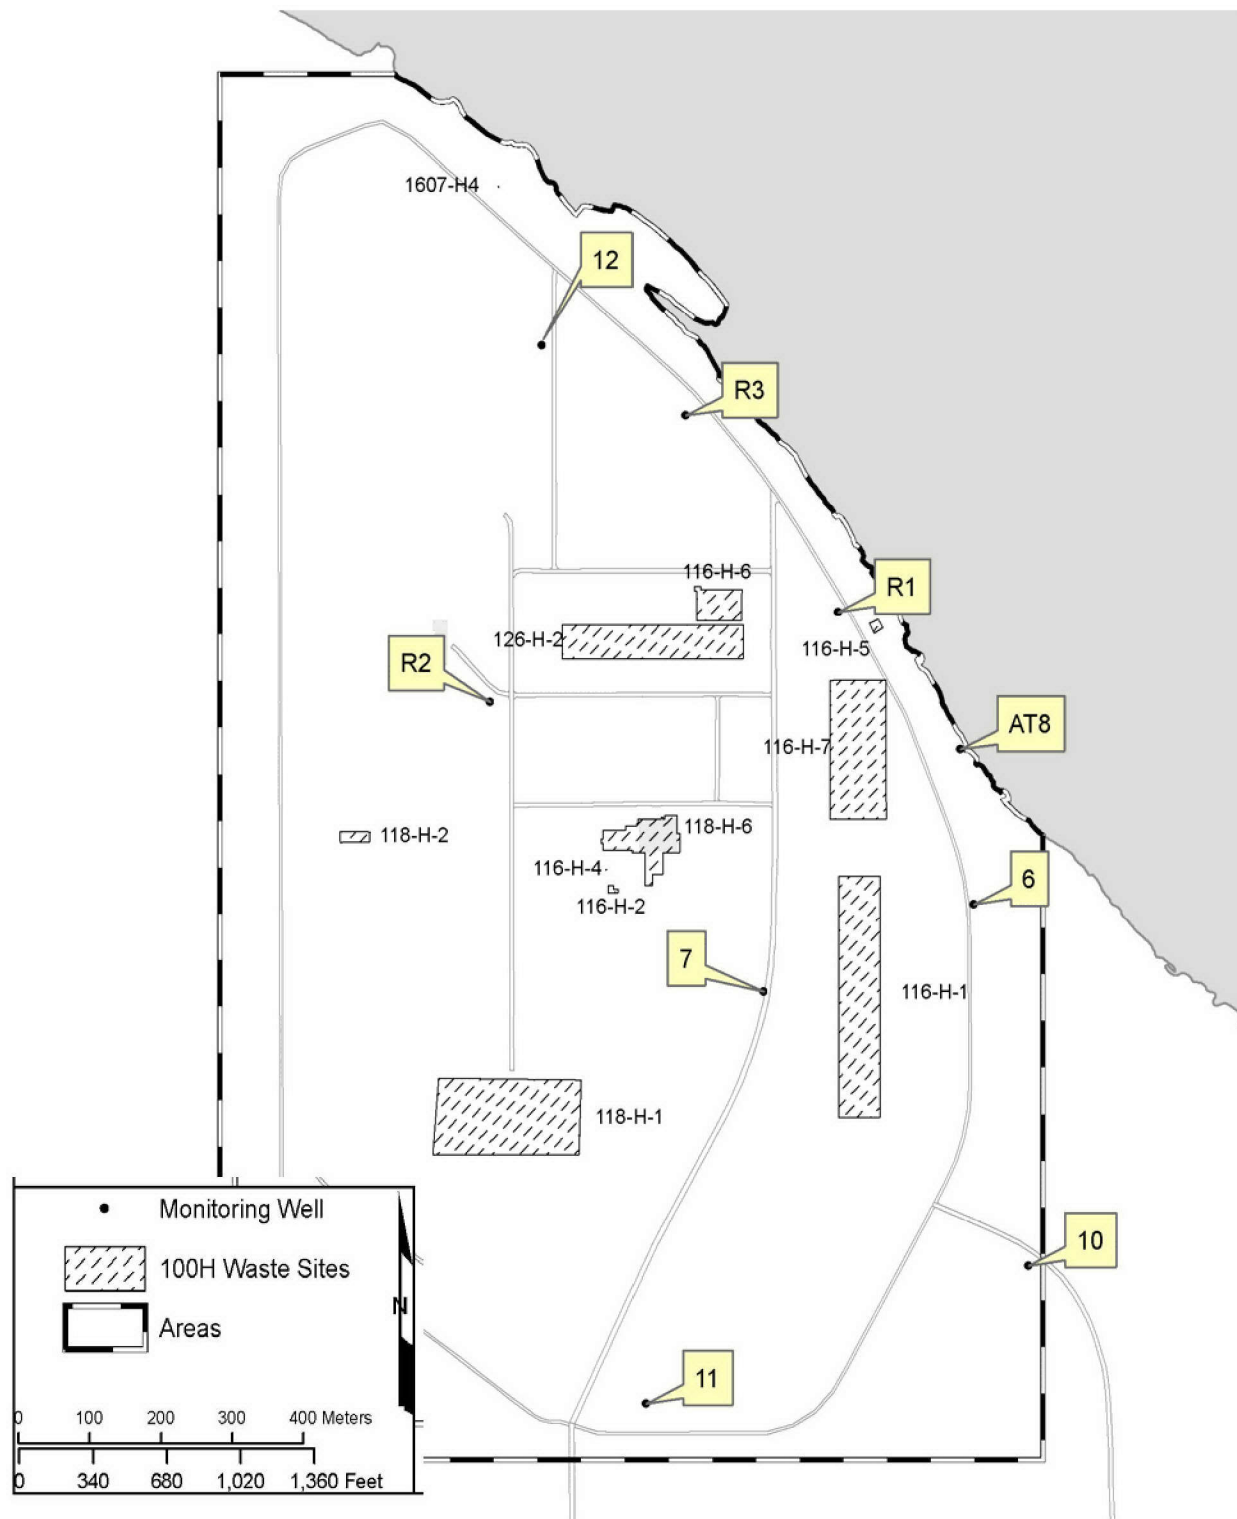 1607-H4
12
R3
116-H-6
R1
126-H-2
116-H-5
R2
AT8
116-H-7
118-H-6
118-H-2
116-H-4
6
116-H-2
7
116-H-1
118-H-1
Monitoring Well
10
100H Waste Sites
N
Areas
11
0 100 200 300 400 Meters
0 340 680 1,020 1,360 Feet